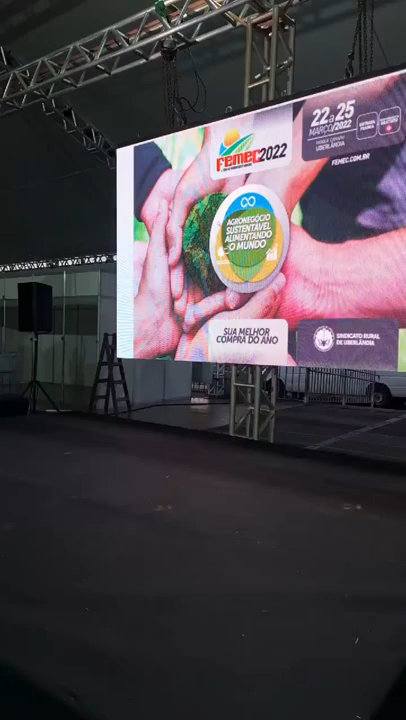 FEMEC2022
22 a 25
MARÇO/2022
UBERLÂNDIA
ENTRADA
FEMEC.COM.BR
AGRONEGÓCIO
SUSTENTÁVEL
ALIMENTANDO
O MUNDO
SUA MELHOR
COMPRA DO ANO
SINDICATO RURAL
DE UBERLÂNDIA